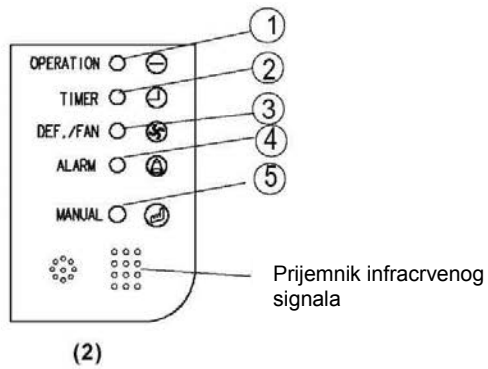 1
OPERATION
2
TIMER
3
DEF./FAN
4
ALARM
5
MANUAL
Prijemnik infracrvenog
signala
(2)